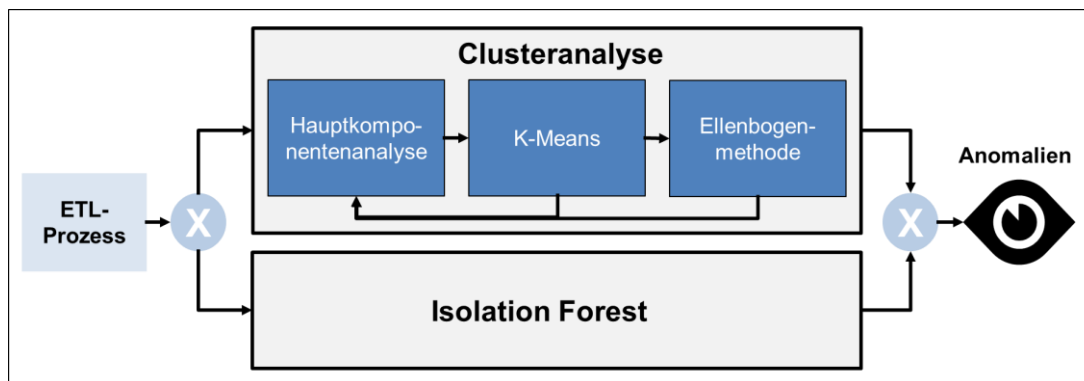 Clusteranalyse
Hauptkompo-
nentenanalyse
K-Means
Ellenbogen-
methode
ETL-
Prozess
X
X
Anomalien
Isolation Forest